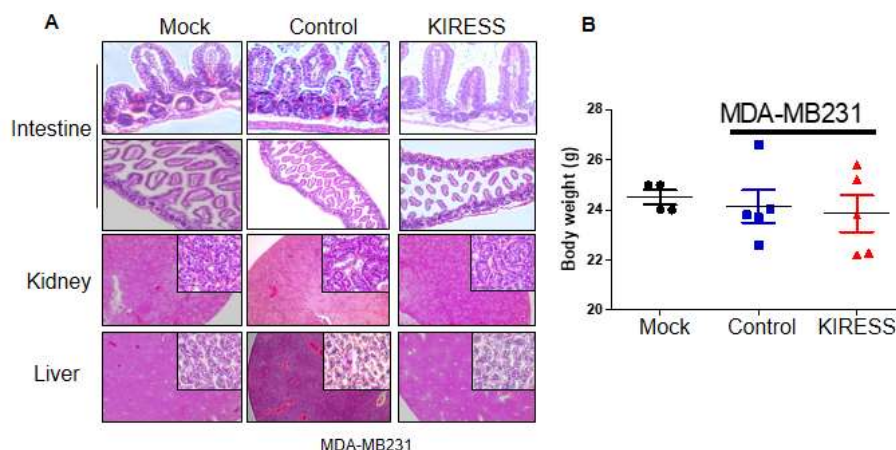 A
Mock Control KIRESS
Intestine
Kidney
Liver
MDA-MB231
B
MDA-MB231
Body weight (g)
28
26
24
22
20
Mock Control KIRESS